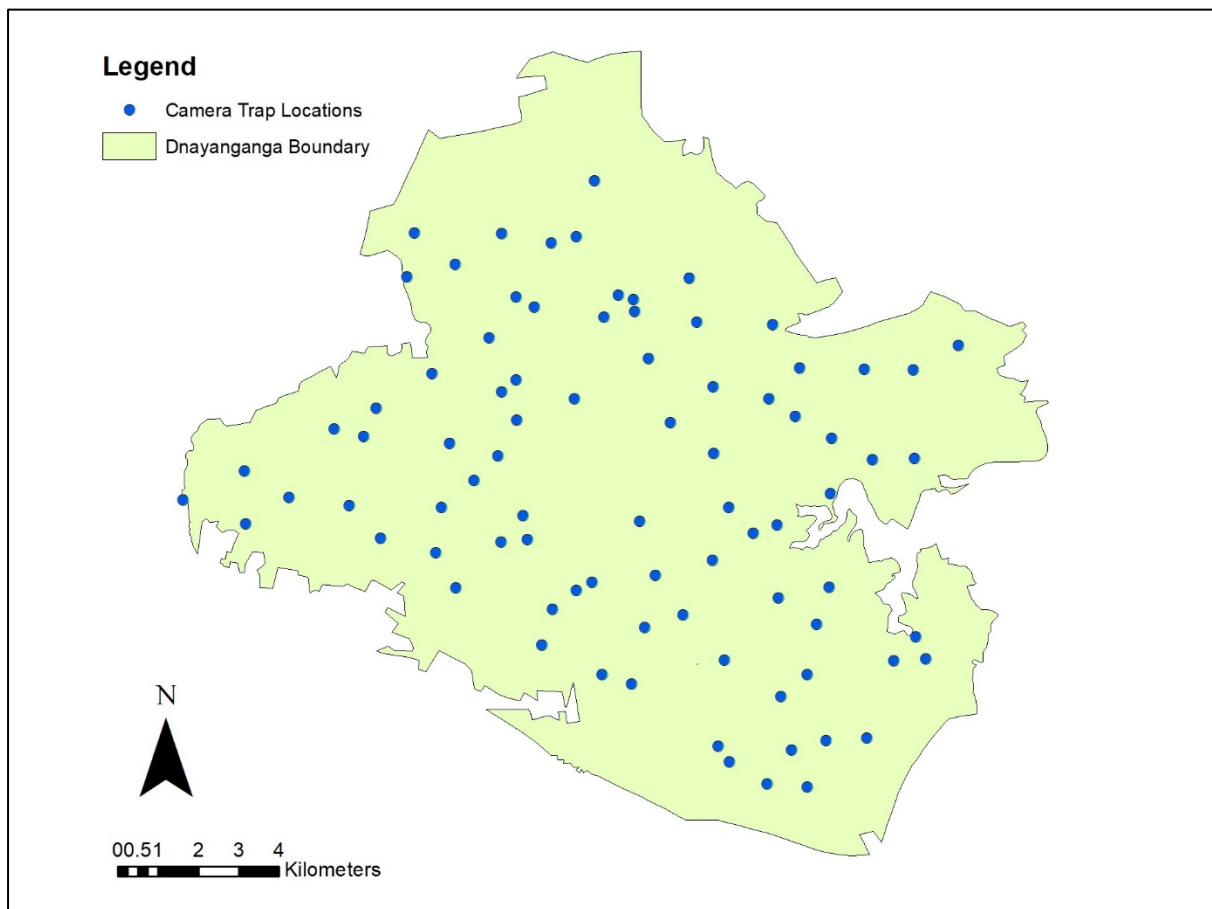 Legend
Camera Trap Locations
Dnayanganga Boundary
N
00.51 2 3 4
Kilometers